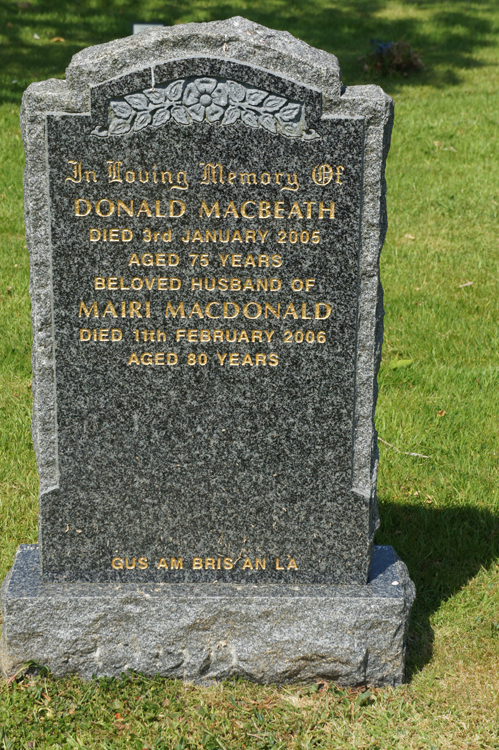 In Loving Memory Of
DONALD MACBEATH
DIED 3rd JANUARY 2005
AGED 75 YEARS
BELOVED HUSBAND OF
MAIRI MACDONALD
DIED 11th FEBRUARY 2006
AGED 80 YEARS
GUS AM BRIS AN LÀ